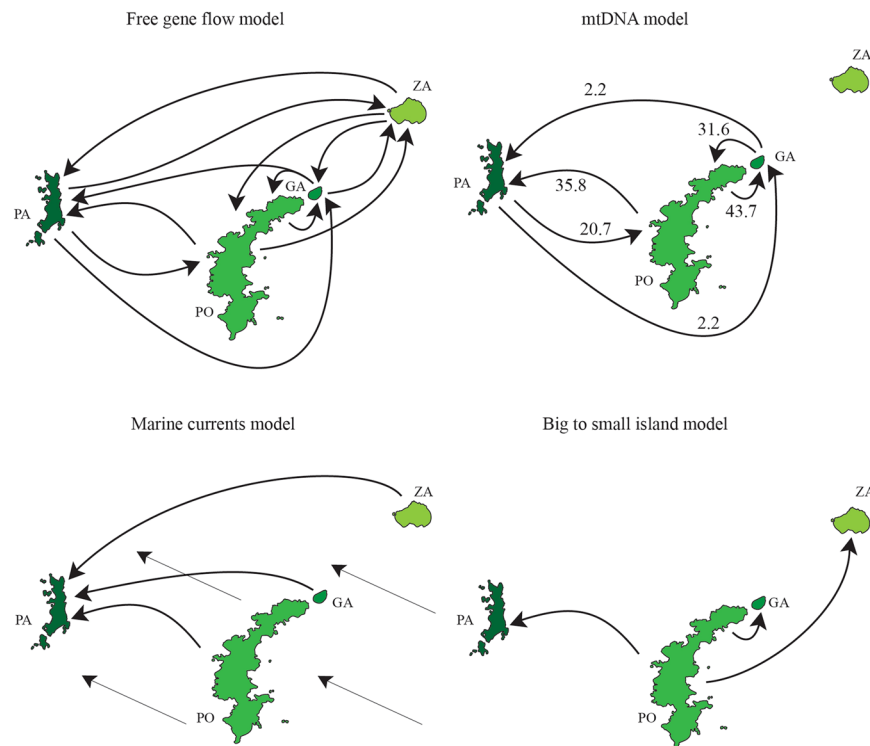 Free gene flow model
mtDNA model
ZA
PA
GA
PO
ZA
2.2
31.6
GA
PA
35.8
43.7
20.7
2.2
PO
Marine currents model
Big to small island model
ZA
PA
GA
PO
ZA
PA
GA
PO